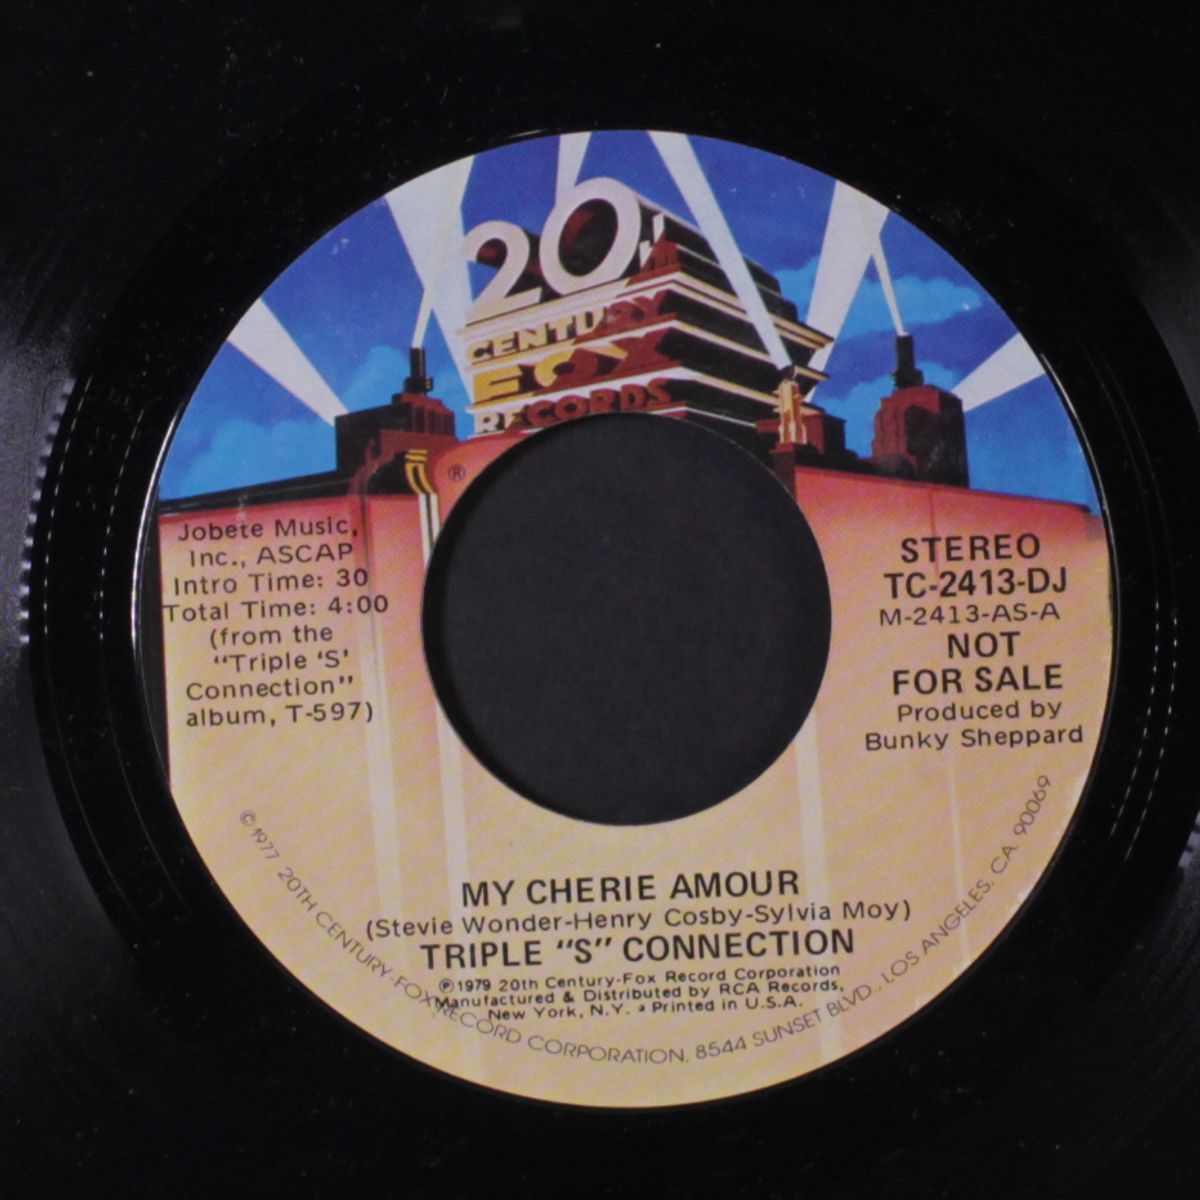 20th
CENTURY
FOX
RECORDS
®
Jobete Music,
Inc., ASCAP
Intro Time: 30
Total Time: 4:00
(from the
"Triple 'S'
Connection"
album, T-597)
STEREO
TC-2413-DJ
M-2413-AS-A
NOT
FOR SALE
Produced by
Bunky Sheppard
MY CHERIE AMOUR
(Stevie Wonder-Henry Cosby-Sylvia Moy)
TRIPLE "S" CONNECTION
℗1979 20th Century-Fox Record Corporation
Manufactured & Distributed by RCA Records,
New York, N.Y. • Printed in U.S.A.
© 1977 20TH CENTURY-FOX RECORD CORPORATION, 8544 SUNSET BLVD., LOS ANGELES, CA 90069